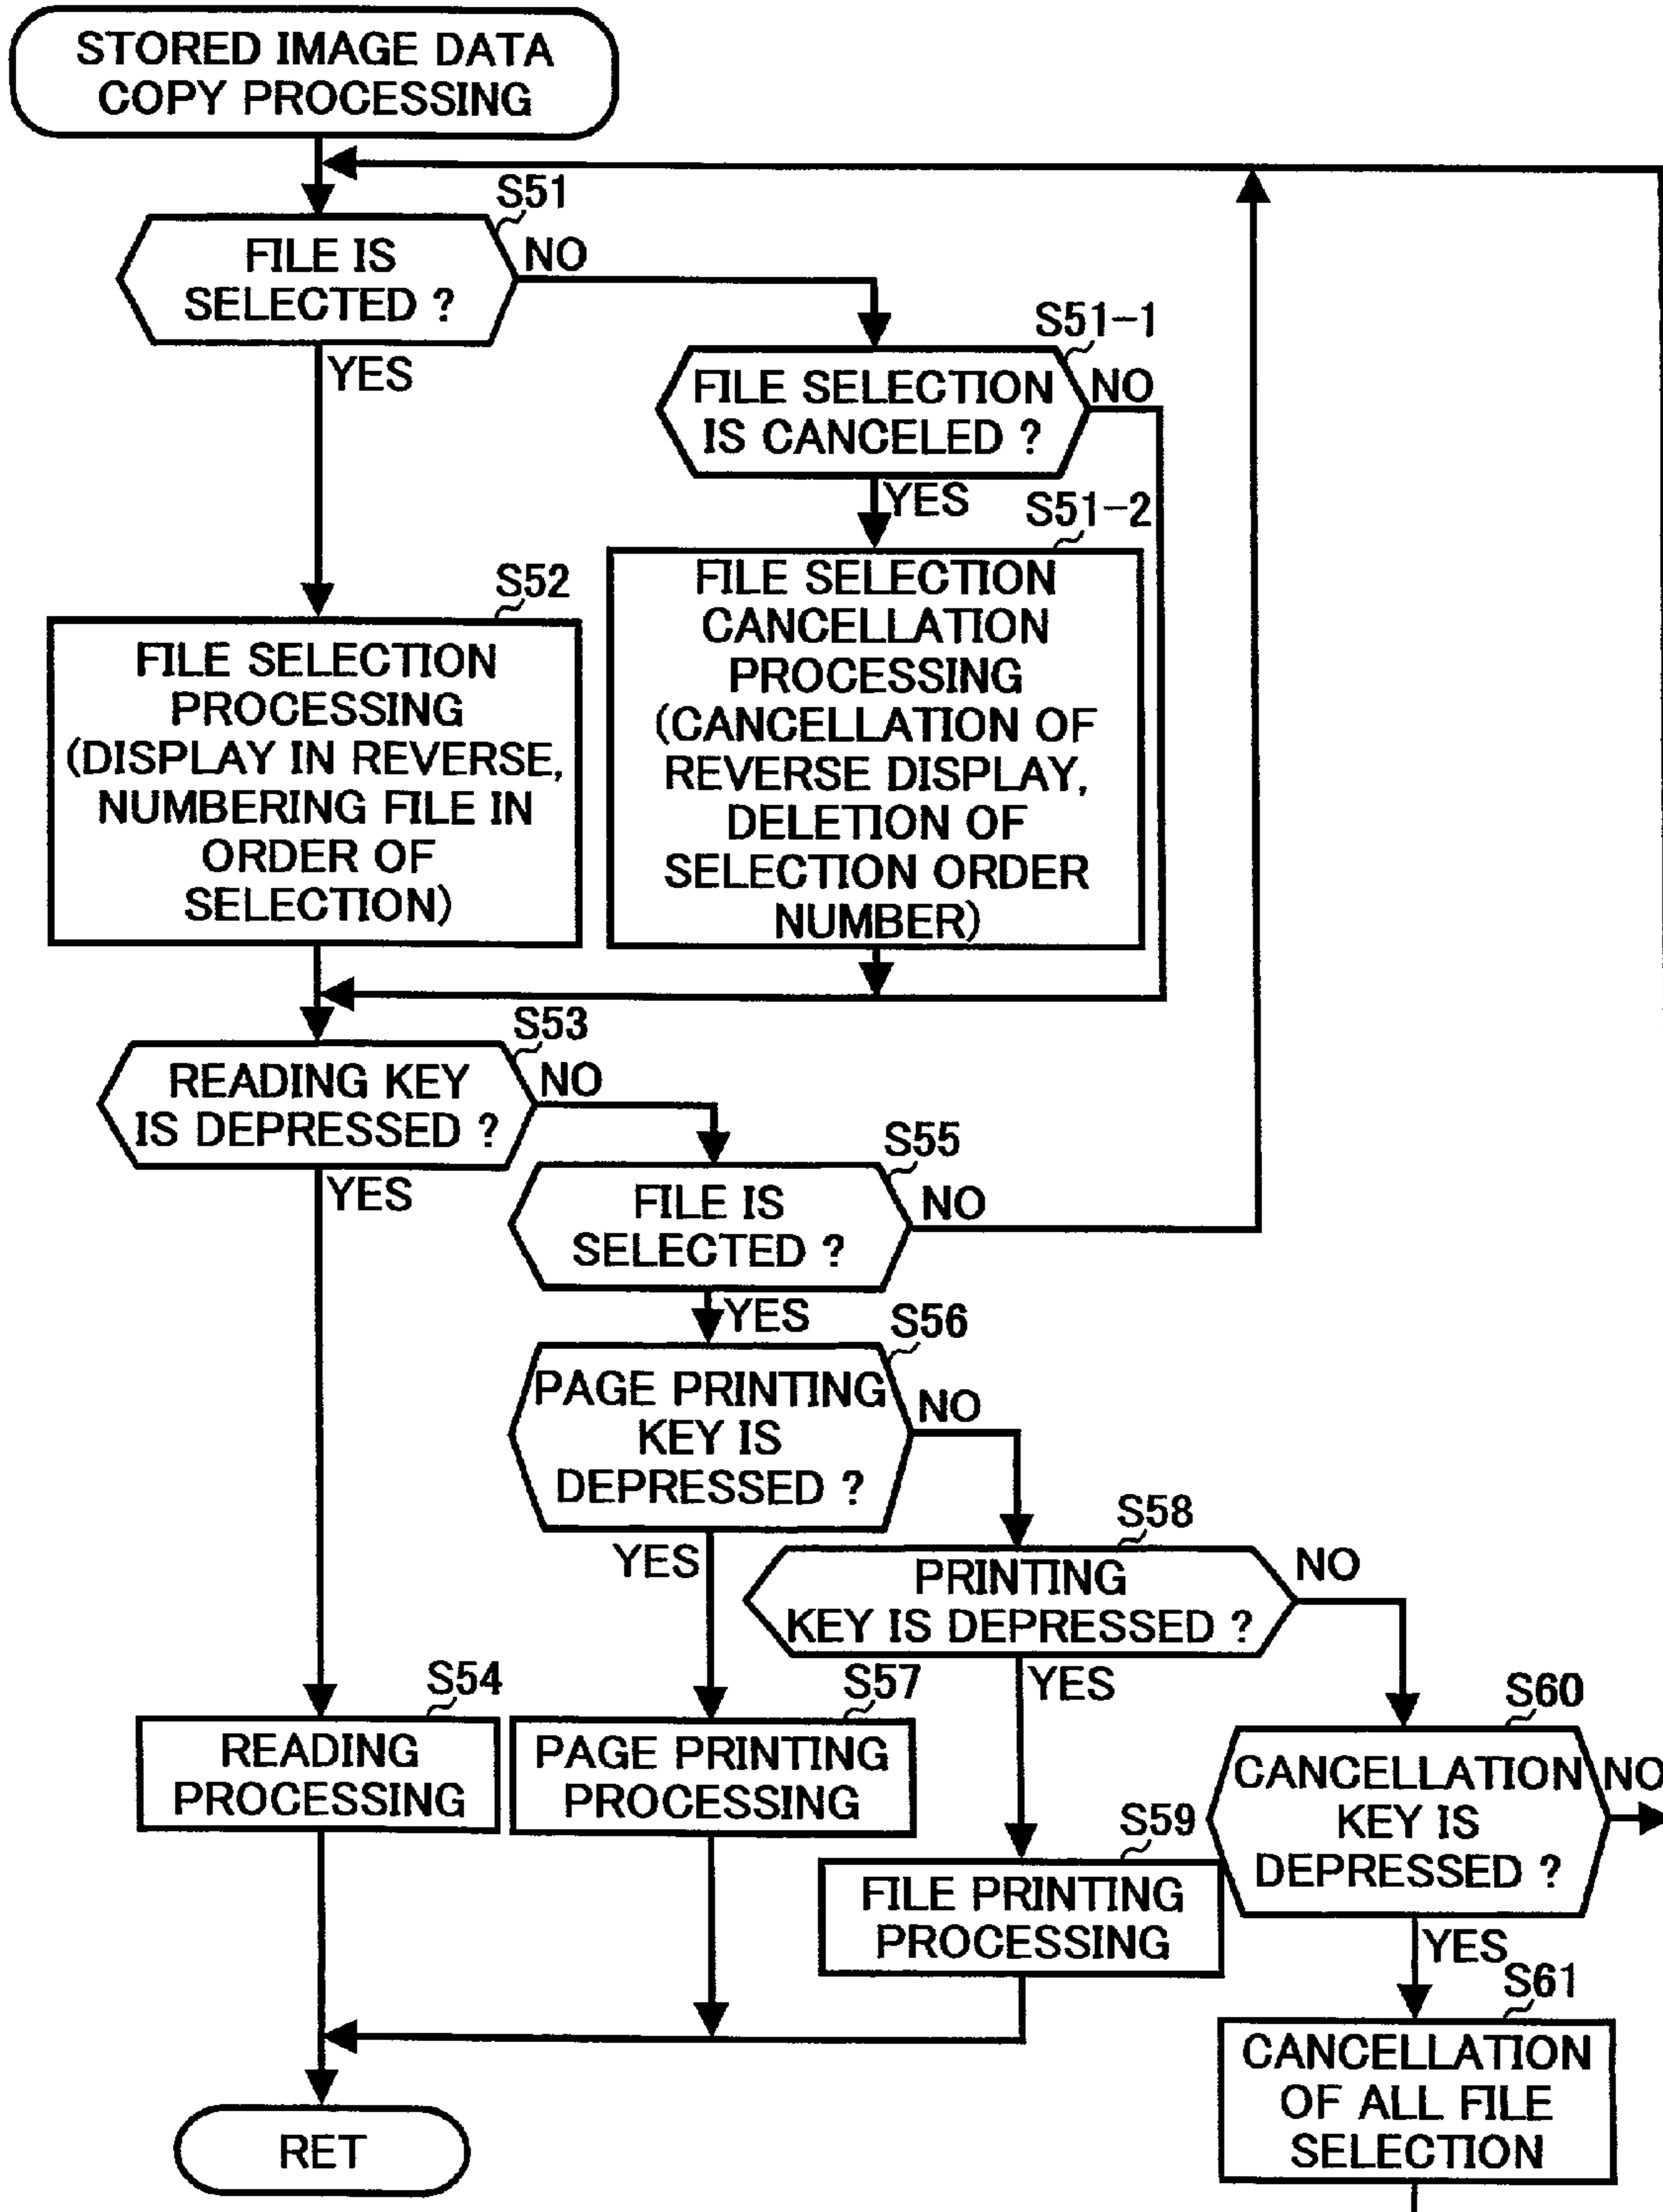 STORED IMAGE DATA
COPY PROCESSING
S51
FILE IS
SELECTED ?
NO
YES
S51-1
FILE SELECTION
IS CANCELED ?
NO
YES
S51-2
FILE SELECTION
CANCELLATION
PROCESSING
(CANCELLATION OF
REVERSE DISPLAY,
DELETION OF
SELECTION ORDER
NUMBER)
S52
FILE SELECTION
PROCESSING
(DISPLAY IN REVERSE,
NUMBERING FILE IN
ORDER OF
SELECTION)
S53
READING KEY
IS DEPRESSED ?
NO
YES
S55
FILE IS
SELECTED ?
NO
YES
S56
PAGE PRINTING
KEY IS
DEPRESSED ?
NO
YES
S58
PRINTING
KEY IS DEPRESSED ?
NO
YES
S54
READING
PROCESSING
S57
PAGE PRINTING
PROCESSING
S60
CANCELLATION
KEY IS
DEPRESSED ?
NO
YES
S59
FILE PRINTING
PROCESSING
S61
CANCELLATION
OF ALL FILE
SELECTION
RET